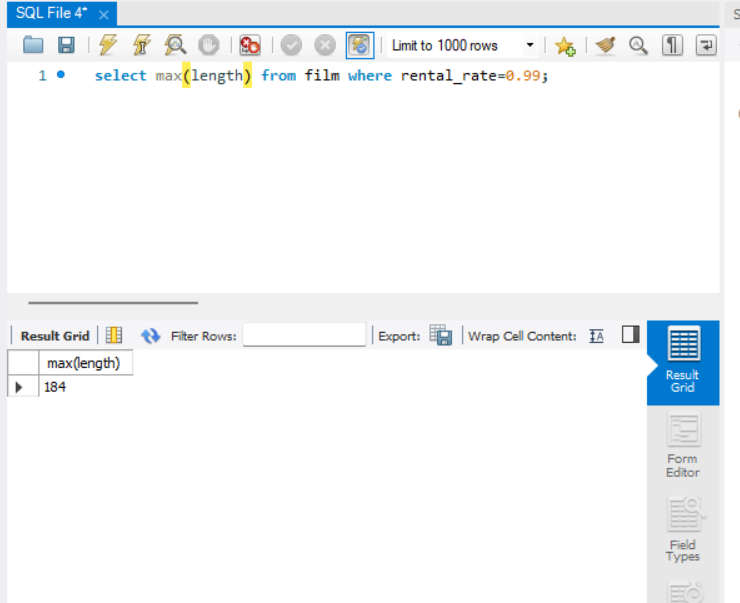 SQL File 4*
Limit to 1000 rows
1 select max(length) from film where rental_rate=0.99;
Result Grid
Filter Rows:
Export:
Wrap Cell Content:
max(length)
184
Result
Grid
Form
Editor
Field
Types